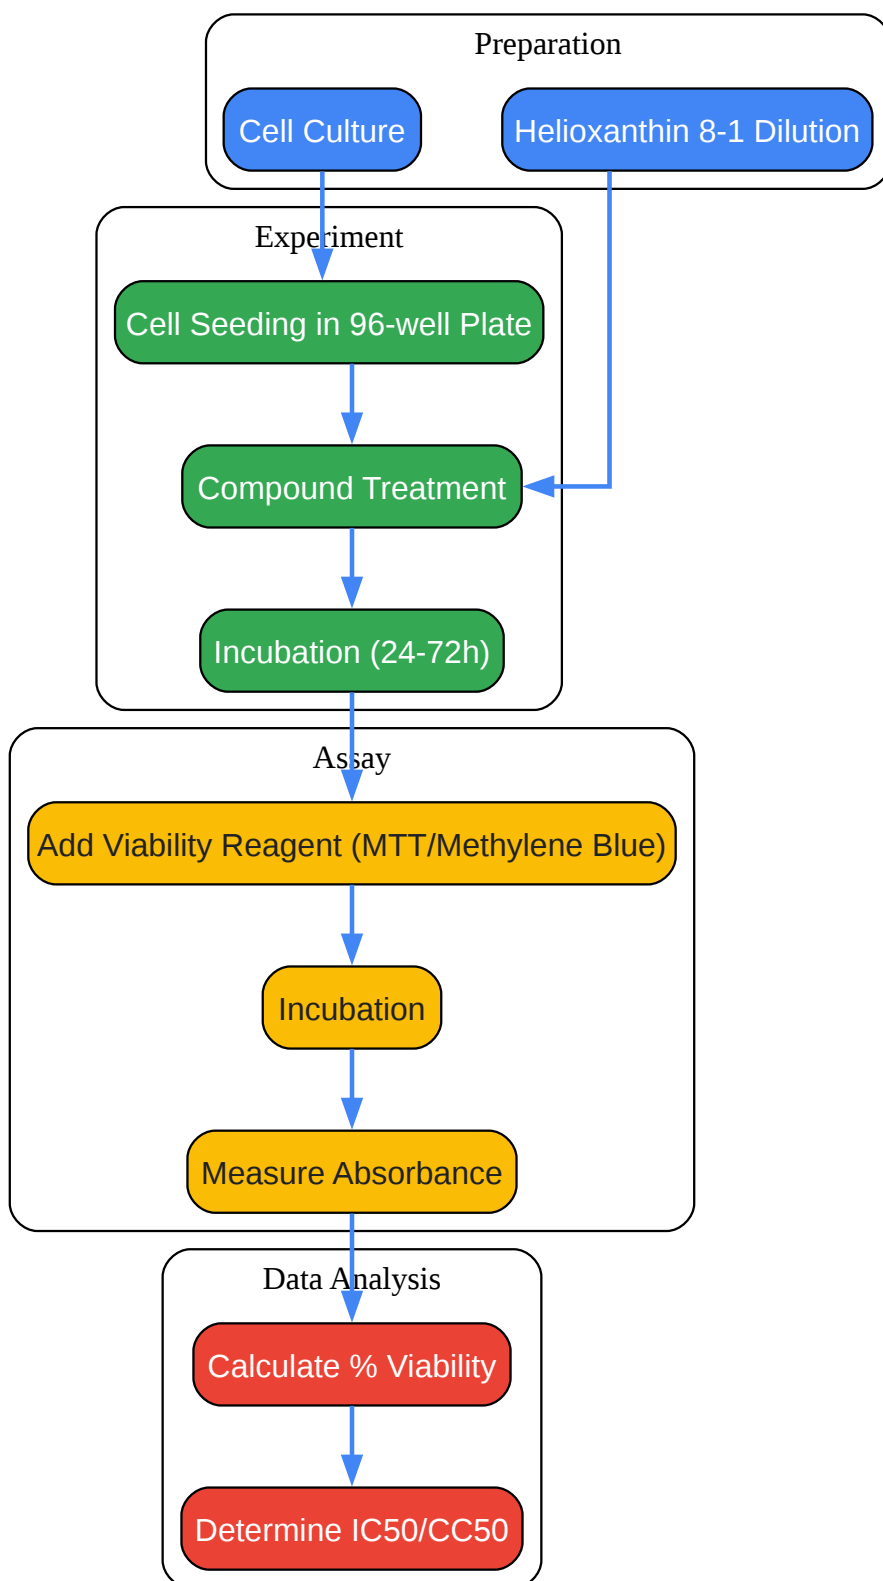 Preparation
Cell Culture
Helioxanthin 8-1 Dilution
Experiment
Cell Seeding in 96-well Plate
Compound Treatment
Incubation (24-72h)
Assay
Add Viability Reagent (MTT/Methylene Blue)
Incubation
Measure Absorbance
Data Analysis
Calculate % Viability
Determine IC50/CC50